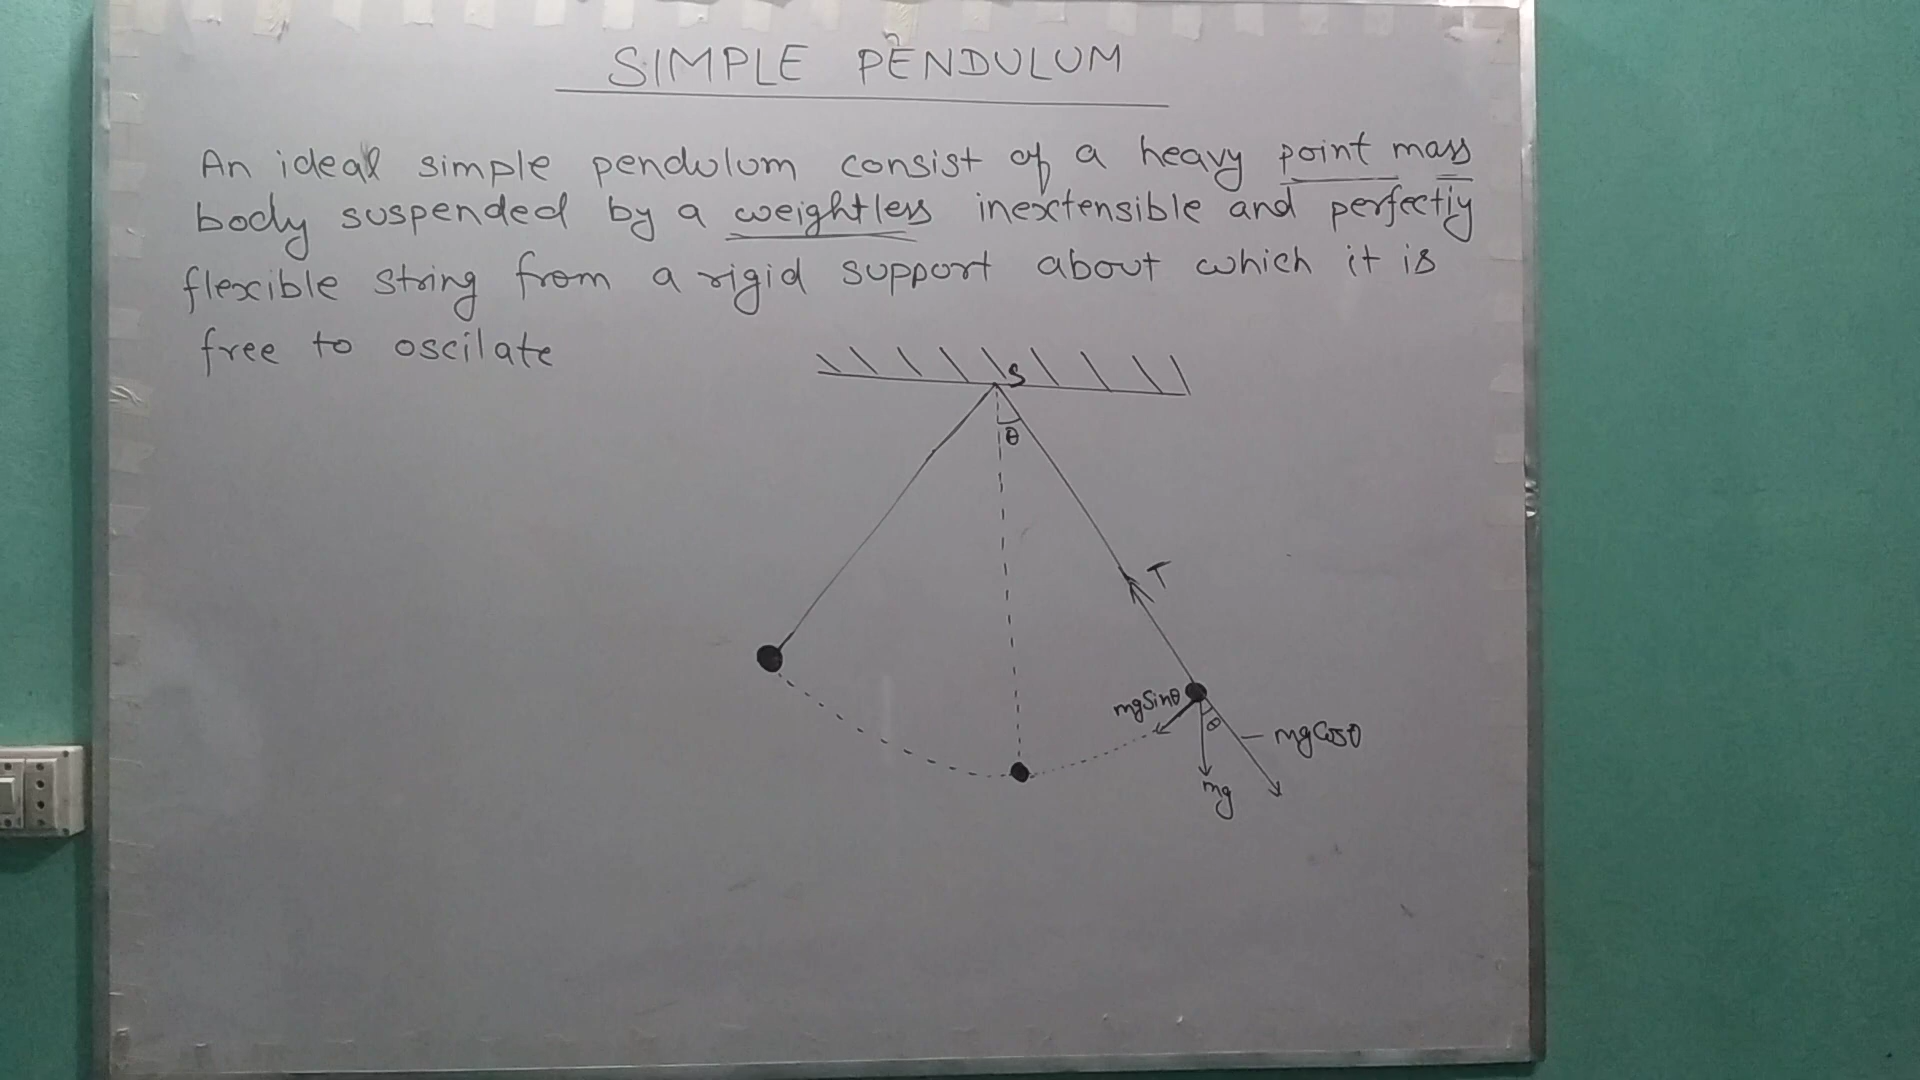 SIMPLE PENDULUM
An ideal simple pendulum consist of a heavy point mass
body suspended by a weightless inextensible and perfectly
flexible string from a rigid support about which it is
free to oscilate
S
θ
T
mgSinθ
θ
mgCosθ
mg